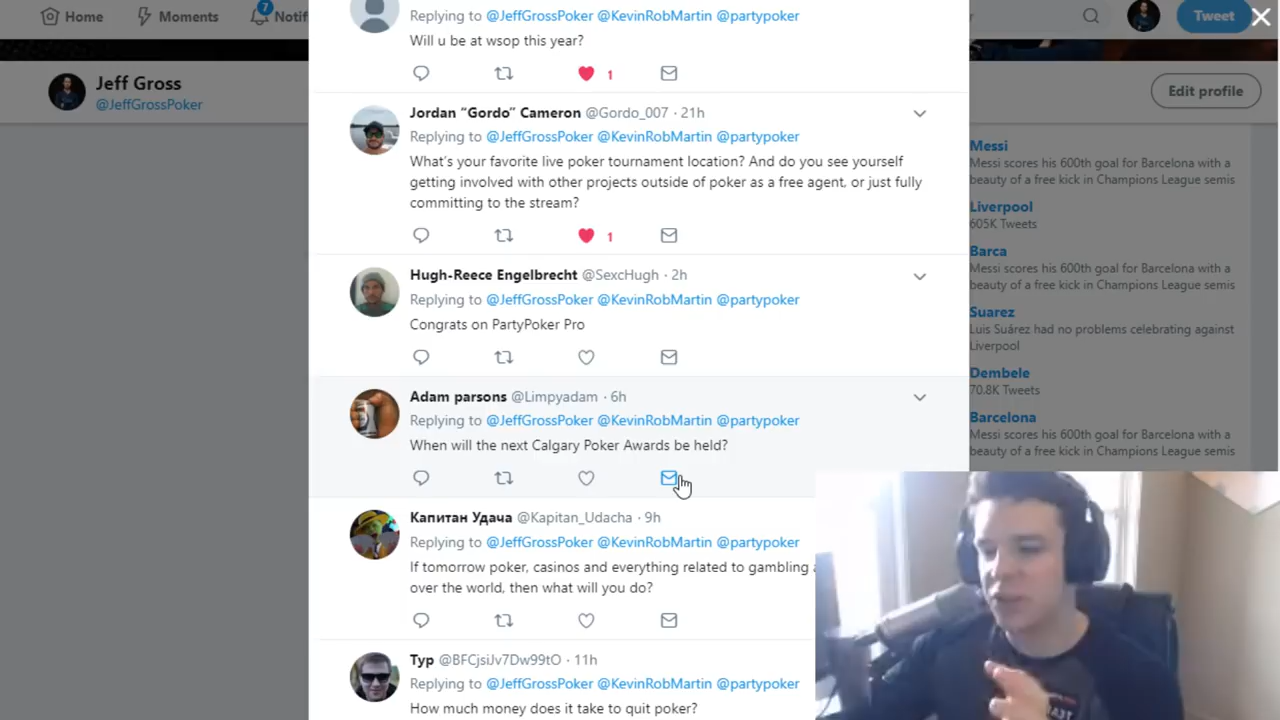 Home
Moments
7
Notif
Tweet
Jeff Gross
@JeffGrossPoker
Edit profile
Replying to @JeffGrossPoker @KevinRobMartin @partypoker
Will u be at wsop this year?
1
Jordan “Gordo” Cameron @Gordo_007 · 21h
Replying to @JeffGrossPoker @KevinRobMartin @partypoker
What's your favorite live poker tournament location? And do you see yourself
getting involved with other projects outside of poker as a free agent, or just fully
committing to the stream?
1
Hugh-Reece Engelbrecht @SexcHugh · 2h
Replying to @JeffGrossPoker @KevinRobMartin @partypoker
Congrats on PartyPoker Pro
Adam parsons @Limpyadam · 6h
Replying to @JeffGrossPoker @KevinRobMartin @partypoker
When will the next Calgary Poker Awards be held?
Капитан Удача @Kapitan_Udacha · 9h
Replying to @JeffGrossPoker @KevinRobMartin @partypoker
If tomorrow poker, casinos and everything related to gambling
over the world, then what will you do?
Тур @BFCjsiJv7Dw99tO · 11h
Replying to @JeffGrossPoker @KevinRobMartin @partypoker
How much money does it take to quit poker?
Messi
Messi scores his 600th goal for Barcelona with a
beauty of a free kick in Champions League semis
Liverpool
605K Tweets
Barca
Messi scores his 600th goal for Barcelona with a
beauty of a free kick in Champions League semis
Suarez
Luis Suárez had no problems celebrating against
Liverpool
Dembele
70.8K Tweets
Barcelona
Messi scores his 600th goal for Barcelona with a
beauty of a free kick in Champions League semis